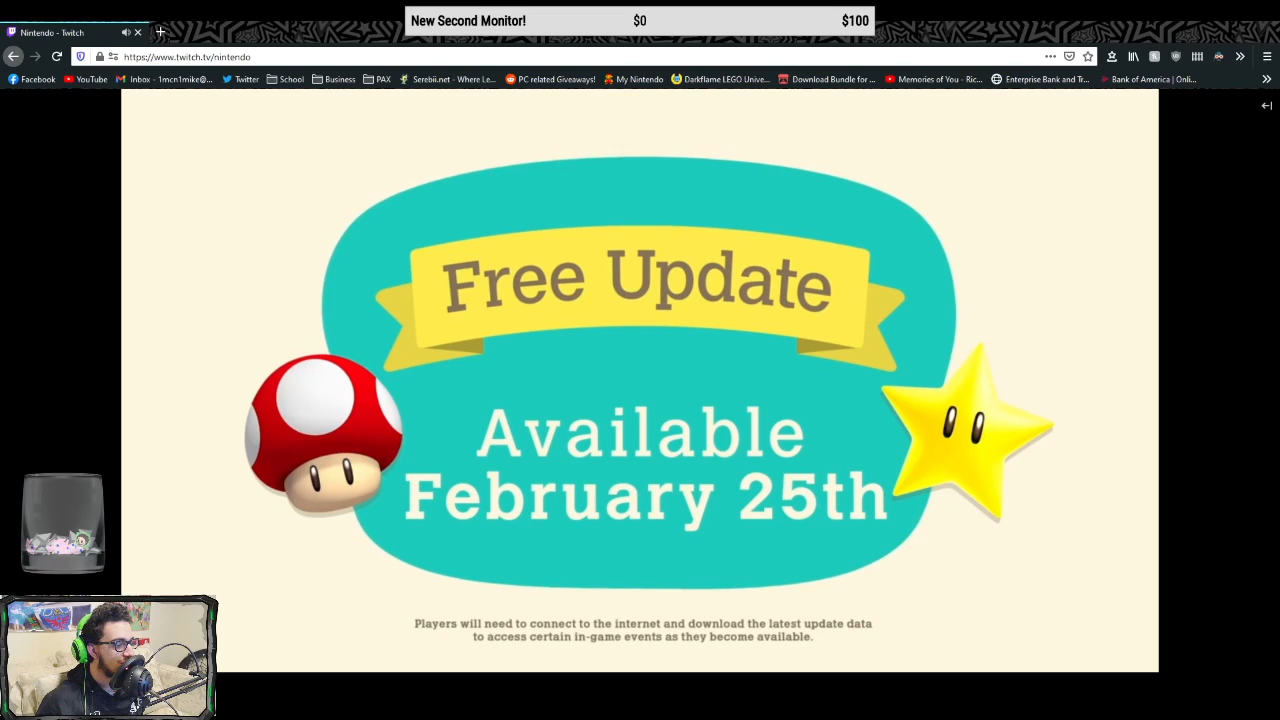 New Second Monitor! $0 $100
Nintendo - Twitch
https://www.twitch.tv/nintendo
Facebook YouTube Inbox - 1mcn1mike@... Twitter School Business PAX Serebii.net - Where Le... PC related Giveaways! My Nintendo Darkflame LEGO Unive... Download Bundle for ... Memories of You - Ric... Enterprise Bank and Tr... Bank of America | Onli...
Free Update
Available
February 25th
Players will need to connect to the internet and download the latest update data
to access certain in-game events as they become available.